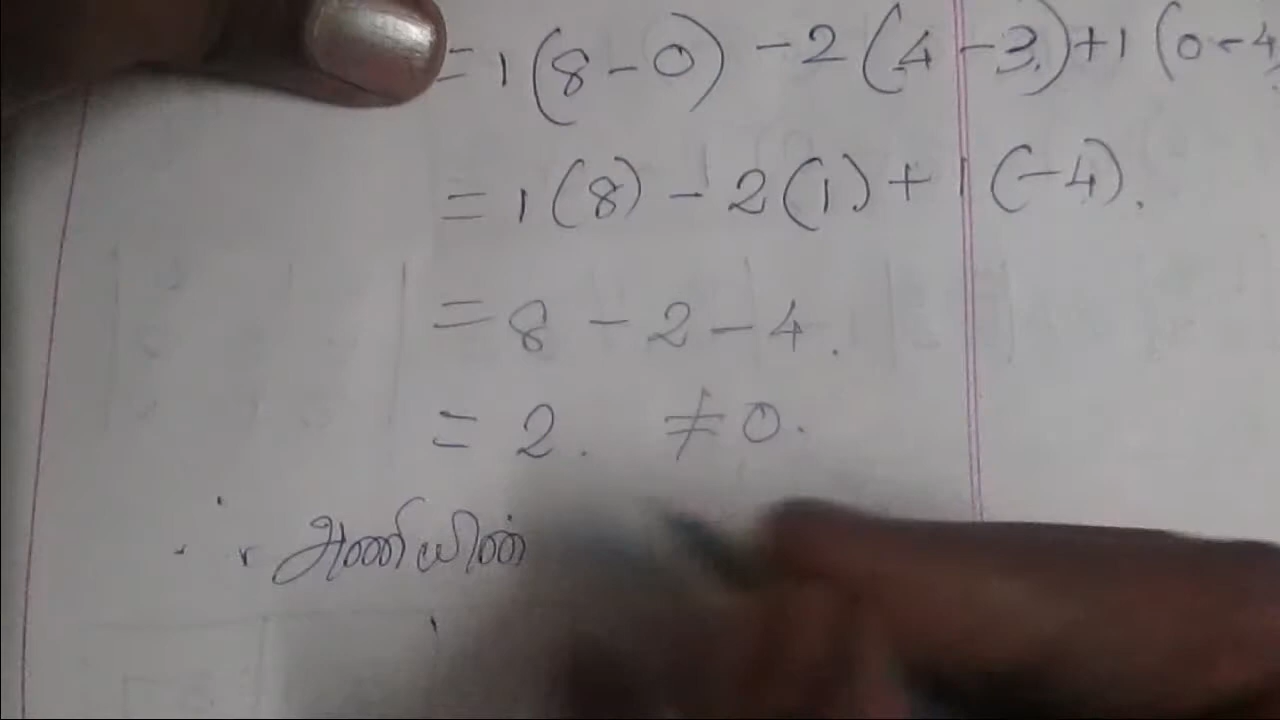 = 1 (8 - 0) - 2 (4 - 3) + 1 (0 - 4
= 1 (8) - 2 (1) + 1 (-4).
= 8 - 2 - 4.
= 2. ≠ 0.
∴ அணியின்